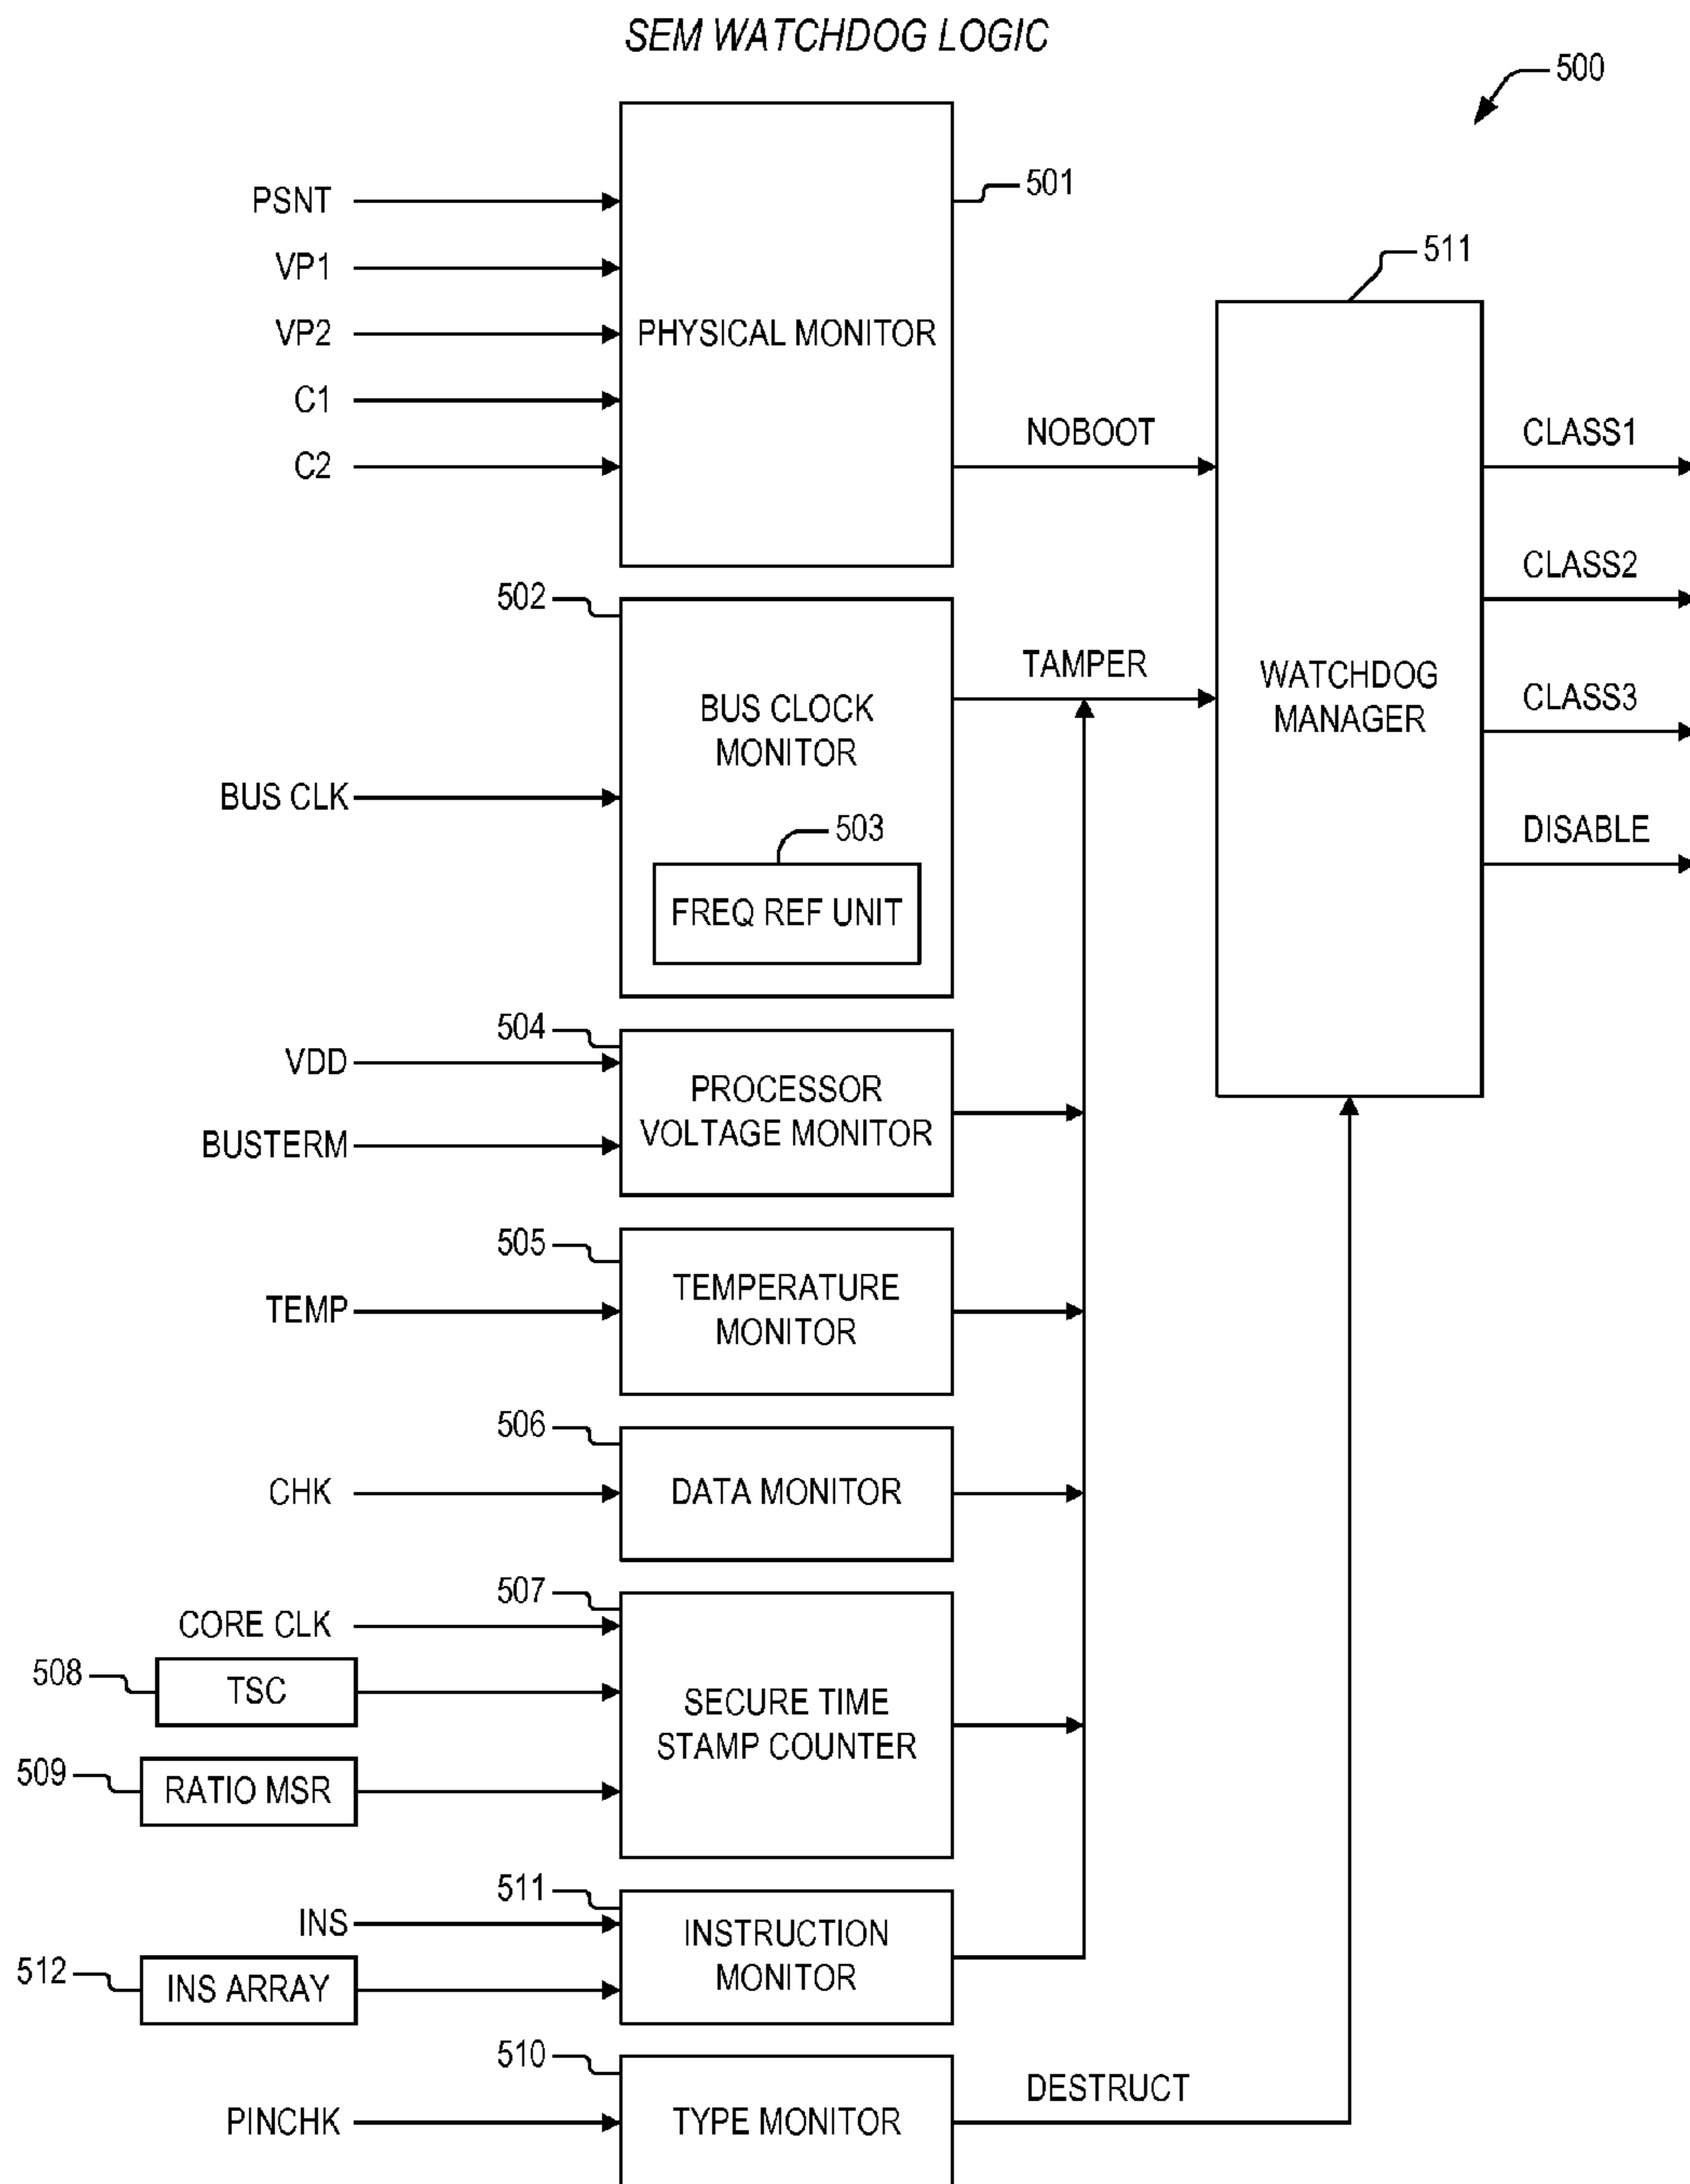 SEM WATCHDOG LOGIC
500
PSNT
501
VP1
511
VP2
PHYSICAL MONITOR
C1
C2
NOBOOT
CLASS1
502
CLASS2
TAMPER
WATCHDOG
MANAGER
BUS CLOCK
MONITOR
CLASS3
BUS CLK
503
DISABLE
FREQ REF UNIT
504
VDD
PROCESSOR
VOLTAGE MONITOR
BUSTERM
505
TEMPERATURE
MONITOR
TEMP
506
CHK
DATA MONITOR
507
CORE CLK
508
TSC
SECURE TIME
STAMP COUNTER
509
RATIO MSR
511
INS
INSTRUCTION
MONITOR
512
INS ARRAY
510
DESTRUCT
PINCHK
TYPE MONITOR